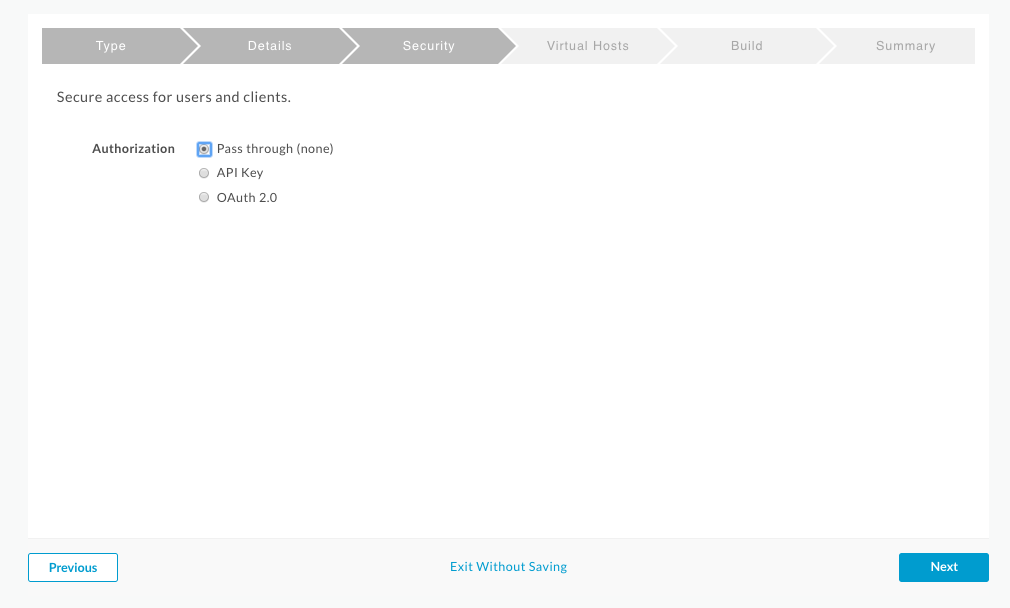 Type
Details
Security
Virtual Hosts
Build
Summary
Secure access for users and clients.
Authorization
Pass through (none)
API Key
OAuth 2.0
Previous
Exit Without Saving
Next